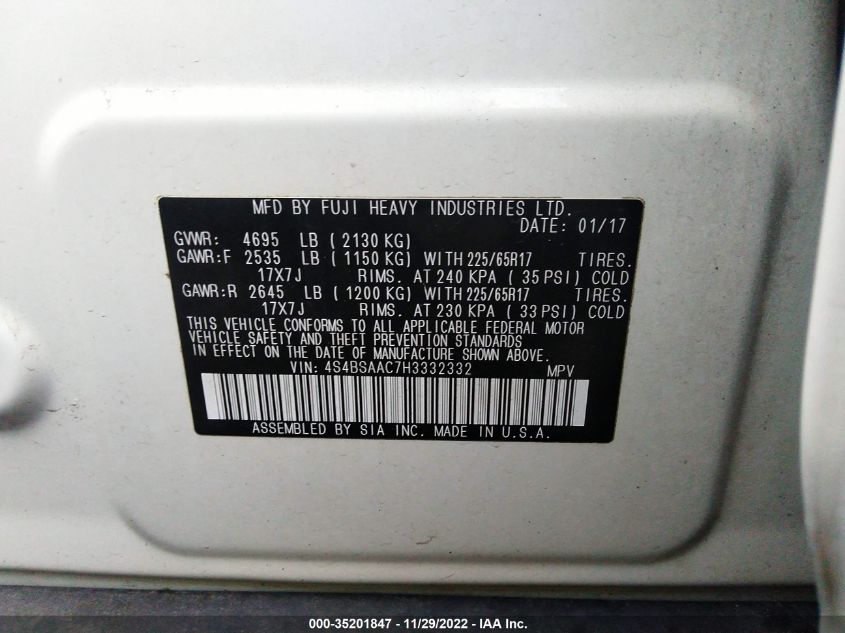 MFD BY FUJI HEAVY INDUSTRIES LTD.
DATE: 01/17
GVWR: 4695 LB ( 2130 KG)
GAWR:F 2535 LB ( 1150 KG) WITH 225/65R17 TIRES.
17X7J RIMS. AT 240 KPA ( 35 PSI) COLD
GAWR:R 2645 LB ( 1200 KG) WITH 225/65R17 TIRES.
17X7J RIMS. AT 230 KPA ( 33 PSI) COLD
THIS VEHICLE CONFORMS TO ALL APPLICABLE FEDERAL MOTOR
VEHICLE SAFETY AND THEFT PREVENTION STANDARDS
IN EFFECT ON THE DATE OF MANUFACTURE SHOWN ABOVE.
VIN: 4S4BSAAC7H3332332 MPV
ASSEMBLED BY SIA INC. MADE IN U.S.A.
000-35201847 - 11/29/2022 - IAA Inc.